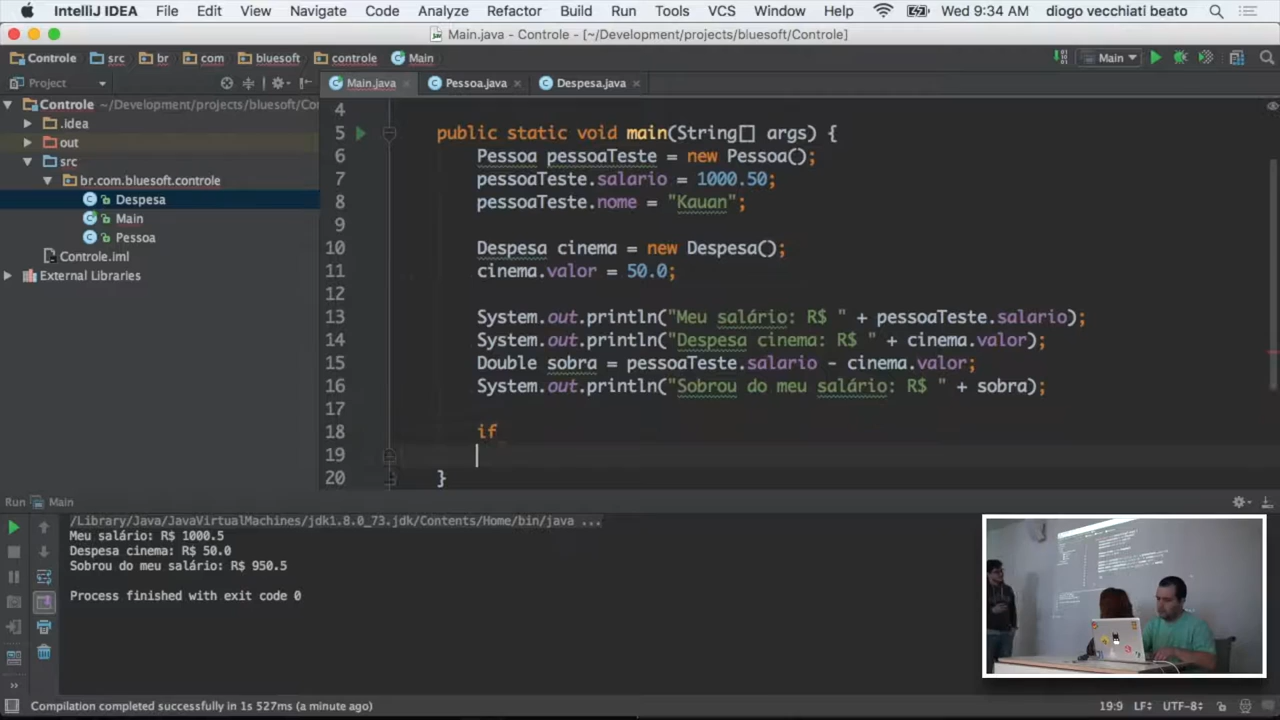 IntelliJ IDEA File Edit View Navigate Code Analyze Refactor Build Run Tools VCS Window Help Wed 9:34 AM diogo vecchiati beato
Main.java - Controle - [~/Development/projects/bluesoft/Controle]
Controle src br com bluesoft controle Main Main
Project Main.java Pessoa.java Despesa.java
Controle ~/Development/projects/bluesoft/Co
.idea
out
src
br.com.bluesoft.controle
Despesa
Main
Pessoa
Controle.iml
External Libraries
4
5 public static void main(String[] args) {
6 Pessoa pessoaTeste = new Pessoa();
7 pessoaTeste.salario = 1000.50;
8 pessoaTeste.nome = "Kauan";
9
10 Despesa cinema = new Despesa();
11 cinema.valor = 50.0;
12
13 System.out.println("Meu salário: R$ " + pessoaTeste.salario);
14 System.out.println("Despesa cinema: R$ " + cinema.valor);
15 Double sobra = pessoaTeste.salario - cinema.valor;
16 System.out.println("Sobrou do meu salário: R$ " + sobra);
17
18 if
19
20 }
Run Main
/Library/Java/JavaVirtualMachines/jdk1.8.0_73.jdk/Contents/Home/bin/java ...
Meu salário: R$ 1000.5
Despesa cinema: R$ 50.0
Sobrou do meu salário: R$ 950.5
Process finished with exit code 0
Compilation completed successfully in 1s 527ms (a minute ago) 19:9 LF UTF-8